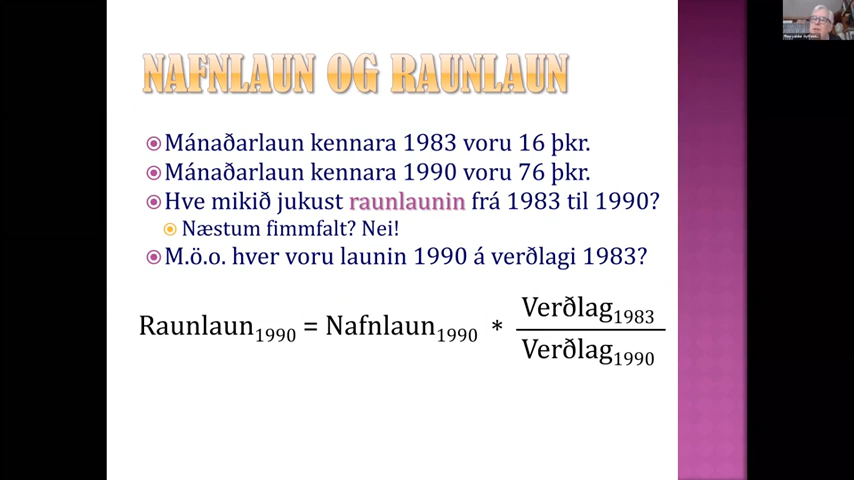 NAFNLAUN OG RAUNLAUN
Mánaðarlaun kennara 1983 voru 16 þkr.
Mánaðarlaun kennara 1990 voru 76 þkr.
Hve mikið jukust raunlaunin frá 1983 til 1990?
Næstum fimmfalt? Nei!
M.ö.o. hver voru launin 1990 á verðlagi 1983?
Raunlaun1990 = Nafnlaun1990 * Verðlag1983
Verðlag1990